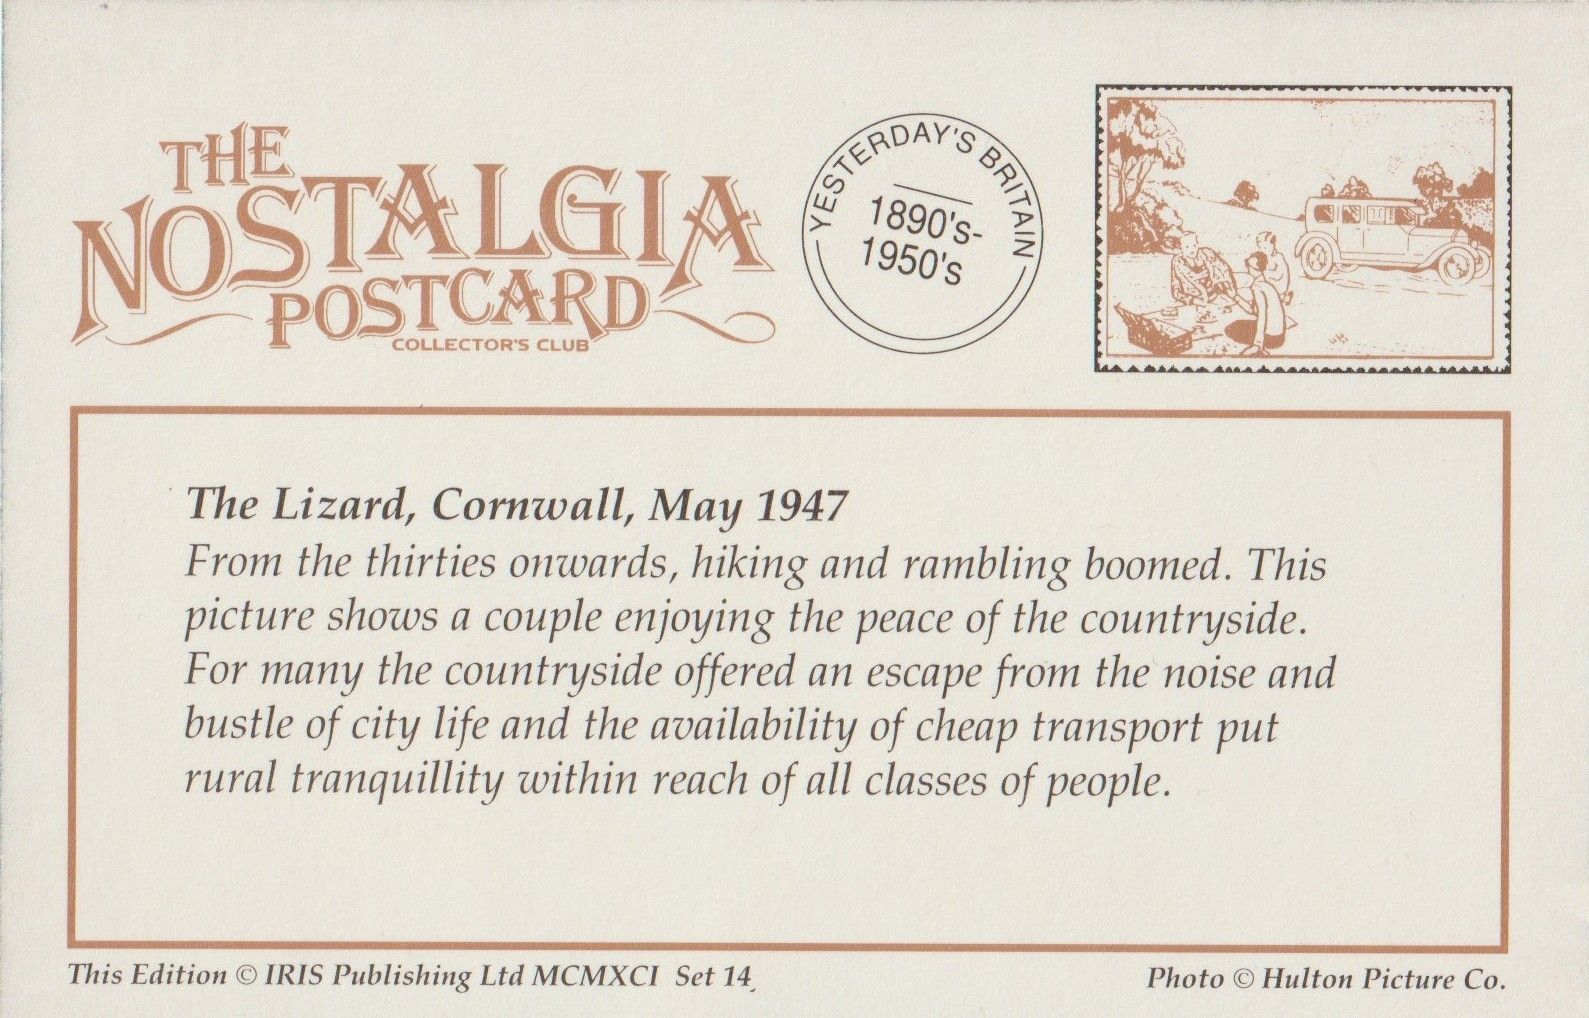 THE
NOSTALGIA
POSTCARD
COLLECTOR'S CLUB
YESTERDAY'S BRITAIN
1890's-
1950's
The Lizard, Cornwall, May 1947
From the thirties onwards, hiking and rambling boomed. This
picture shows a couple enjoying the peace of the countryside.
For many the countryside offered an escape from the noise and
bustle of city life and the availability of cheap transport put
rural tranquillity within reach of all classes of people.
This Edition © IRIS Publishing Ltd MCMXCI Set 14
Photo © Hulton Picture Co.